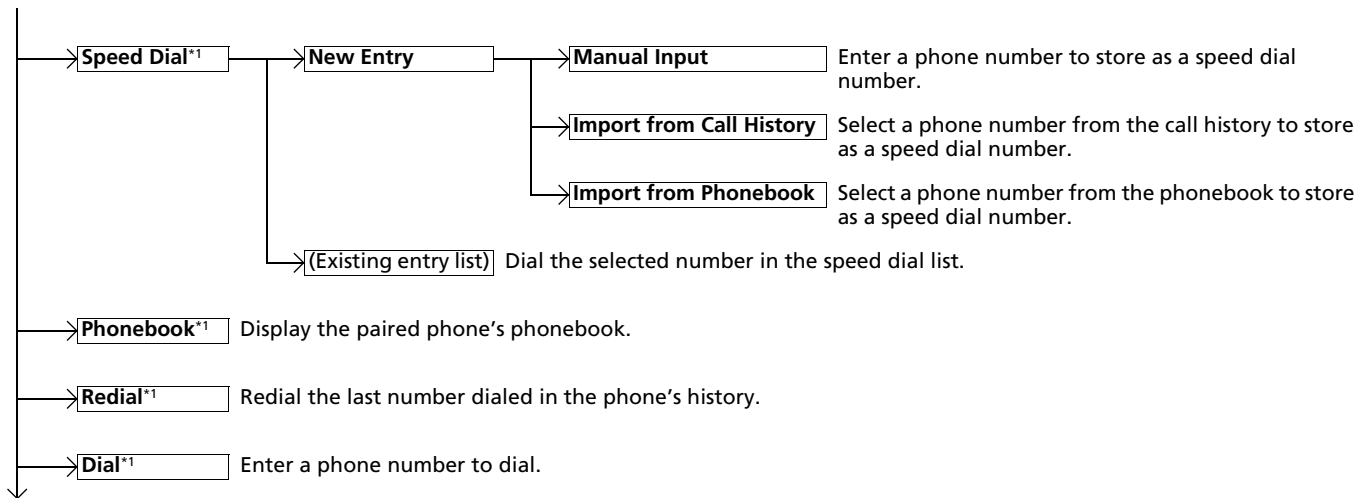 Speed Dial*1 New Entry Manual Input Enter a phone number to store as a speed dial
number.
Import from Call History Select a phone number from the call history to store
as a speed dial number.
Import from Phonebook Select a phone number from the phonebook to store
as a speed dial number.
(Existing entry list) Dial the selected number in the speed dial list.
Phonebook*1 Display the paired phone’s phonebook.
Redial*1 Redial the last number dialed in the phone’s history.
Dial*1 Enter a phone number to dial.